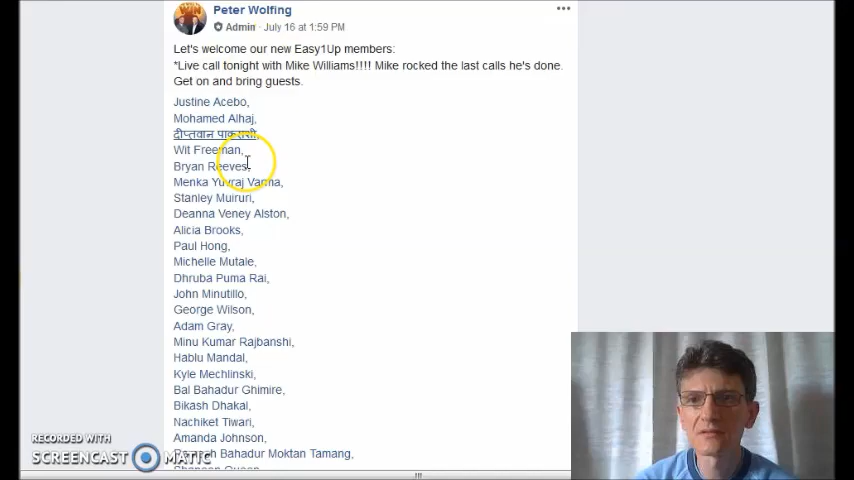 WIN
Peter Wolfing
Admin · July 16 at 1:59 PM
Let's welcome our new Easy1Up members:
*Live call tonight with Mike Williams!!!! Mike rocked the last calls he's done.
Get on and bring guests.
Justine Acebo,
Mohamed Alhaj,
दीप्तवान पाकराशी,
Wit Freeman,
Bryan Reeves,
Menka Yuvraj Varma,
Stanley Muiruri,
Deanna Veney Alston,
Alicia Brooks,
Paul Hong,
Michelle Mutale,
Dhruba Puma Rai,
John Minutillo,
George Wilson,
Adam Gray,
Minu Kumar Rajbanshi,
Hablu Mandal,
Kyle Mechlinski,
Bal Bahadur Ghimire,
Bikash Dhakal,
Nachiket Tiwari,
Amanda Johnson,
Bahadur Moktan Tamang,
RECORDED WITH
SCREENCAST MATIC